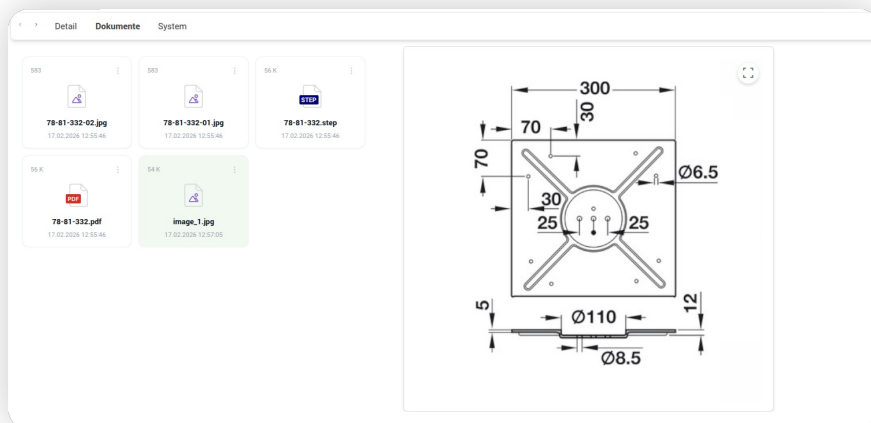 Detail Dokumente System
583
78-81-332-02.jpg
17.02.2026 12:55:46
583
78-81-332-01.jpg
17.02.2026 12:55:46
56 K
STEP
78-81-332.step
17.02.2026 12:55:46
56 K
PDF
78-81-332.pdf
17.02.2026 12:55:46
54 K
image_1.jpg
17.02.2026 12:57:05
300
30
70
70
Ø6.5
30
25
25
5
12
Ø110
Ø8.5